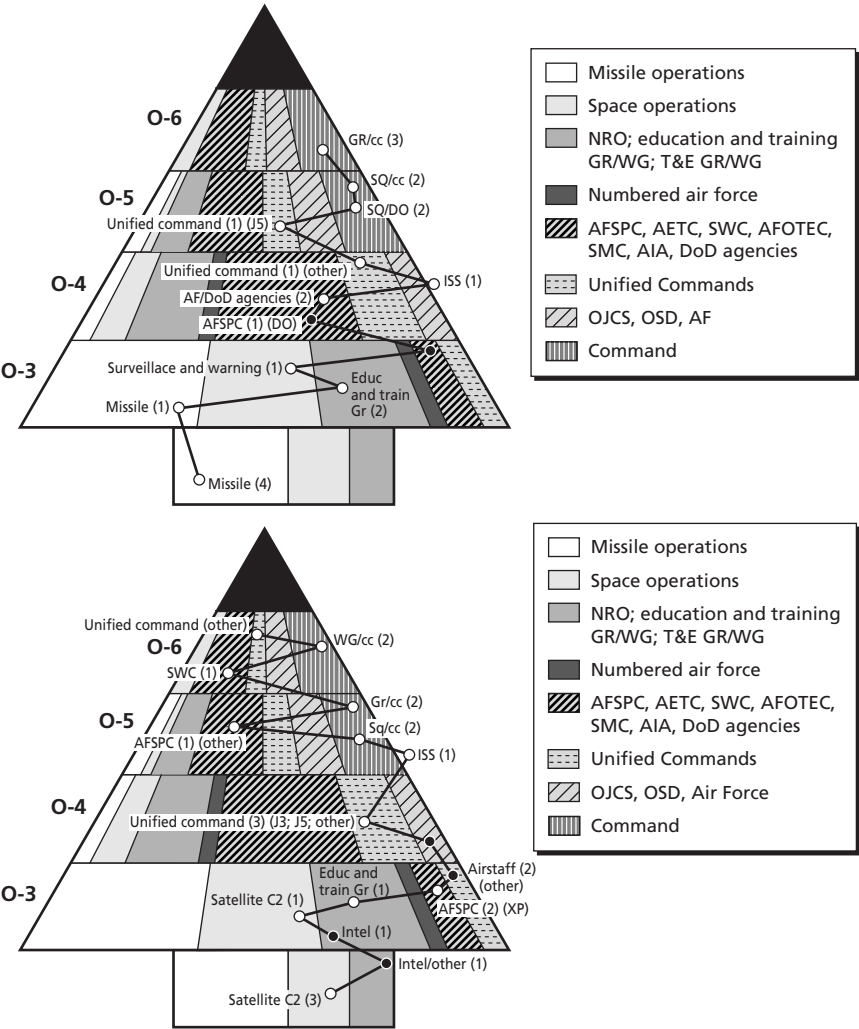 O-6
GR/cc (3)
SQ/cc (2)
O-5
SQ/DO (2)
Unified command (1) (J5)
Unified command (1) (other)
O-4
ISS (1)
AF/DoD agencies (2)
AFSPC (1) (DO)
O-3
Surveillace and warning (1)
Educ
and train
Gr (2)
Missile (1)
Missile (4)
Missile operations
Space operations
NRO; education and training
GR/WG; T&E GR/WG
Numbered air force
AFSPC, AETC, SWC, AFOTEC,
SMC, AIA, DoD agencies
Unified Commands
OJCS, OSD, AF
Command
Unified command (other)
O-6
WG/cc (2)
SWC (1)
Gr/cc (2)
O-5
Sq/cc (2)
AFSPC (1) (other)
ISS (1)
O-4
Unified command (3) (J3; J5; other)
Airstaff (2)
(other)
O-3
Educ and
train Gr (1)
Satellite C2 (1)
AFSPC (2) (XP)
Intel (1)
Intel/other (1)
Satellite C2 (3)
Missile operations
Space operations
NRO; education and training
GR/WG; T&E GR/WG
Numbered air force
AFSPC, AETC, SWC, AFOTEC,
SMC, AIA, DoD agencies
Unified Commands
OJCS, OSD, Air Force
Command